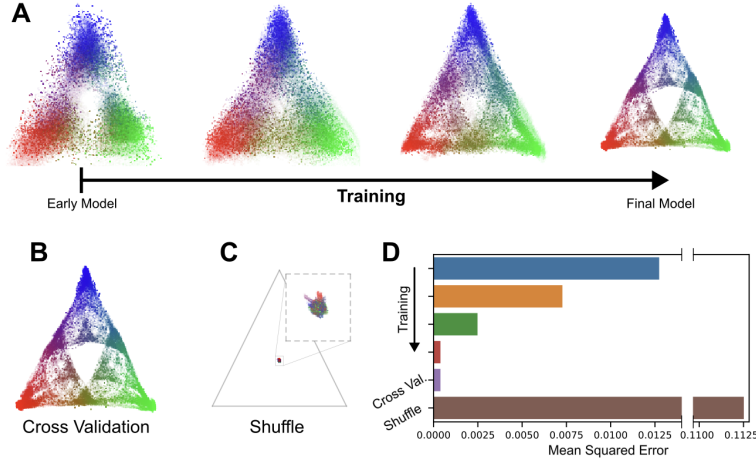 A
Early Model
Training
Final Model
B
Cross Validation
C
Shuffle
D
Training
Cross Val.
Shuffle
0.0000 0.0025 0.0050 0.0075 0.0100 0.0125 0.1100 0.1125
Mean Squared Error